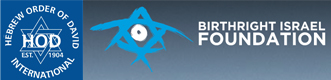 HEBREW ORDER OF DAVID
HOD
EST. 1904
INTERNATIONAL
BIRTHRIGHT ISRAEL
FOUNDATION